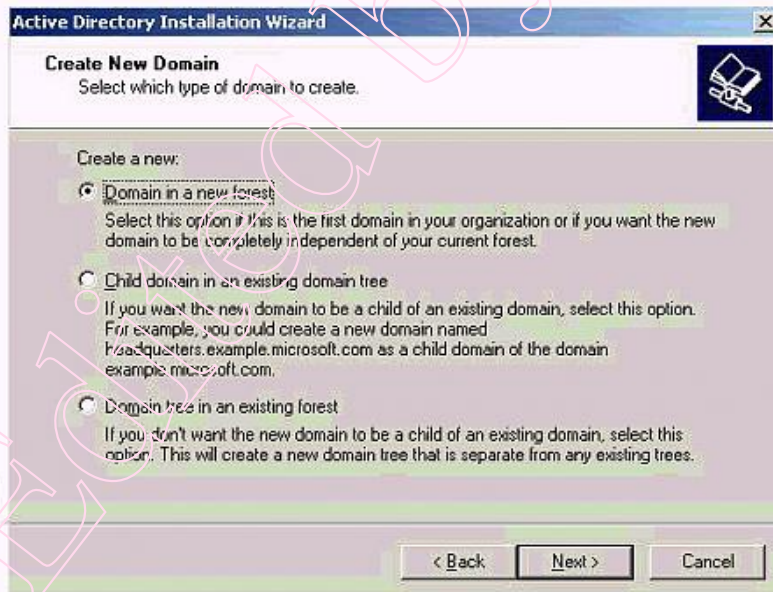 Active Directory Installation Wizard
Create New Domain
Select which type of domain to create.
Create a new:
Domain in a new forest
Select this option if this is the first domain in your organization or if you want the new
domain to be completely independent of your current forest.
Child domain in an existing domain tree
If you want the new domain to be a child of an existing domain, select this option.
For example, you could create a new domain named
headquarters.example.microsoft.com as a child domain of the domain
example.microsoft.com.
Domain tree in an existing forest
If you don't want the new domain to be a child of an existing domain, select this
option. This will create a new domain tree that is separate from any existing trees.
< Back
Next >
Cancel
Edited b